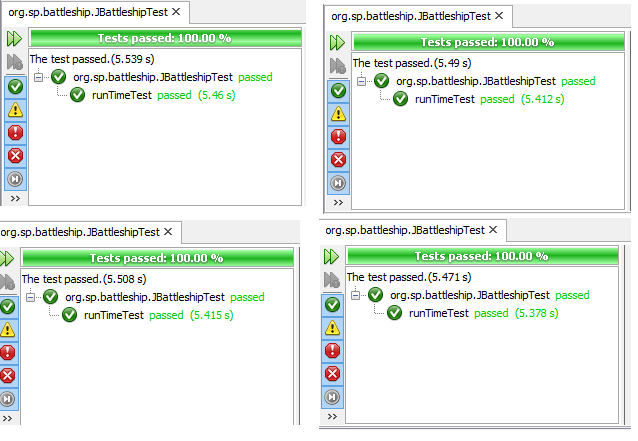 org.sp.battleship.JBattleshipTest
Tests passed: 100.00 %
The test passed.(5.539 s)
org.sp.battleship.JBattleshipTest passed
runTimeTest passed (5.46 s)
>>
org.sp.battleship.JBattleshipTest
Tests passed: 100.00 %
The test passed.(5.49 s)
org.sp.battleship.JBattleshipTest passed
runTimeTest passed (5.412 s)
>>
org.sp.battleship.JBattleshipTest
Tests passed: 100.00 %
The test passed.(5.508 s)
org.sp.battleship.JBattleshipTest passed
runTimeTest passed (5.415 s)
>>
org.sp.battleship.JBattleshipTest
Tests passed: 100.00 %
The test passed.(5.471 s)
org.sp.battleship.JBattleshipTest passed
runTimeTest passed (5.378 s)
>>